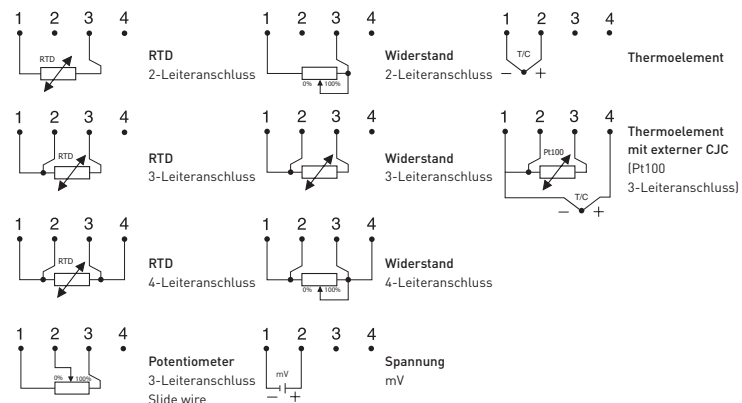 1 2 3 4
RTD
RTD
2-Leiteranschluss
1 2 3 4
0% 100%
Widerstand
2-Leiteranschluss
1 2 3 4
T/C
– +
Thermoelement
1 2 3 4
RTD
RTD
3-Leiteranschluss
1 2 3 4
Widerstand
3-Leiteranschluss
1 2 3 4
Pt100
T/C
– +
Thermoelement
mit externer CJC
(Pt100
3-Leiteranschluss)
1 2 3 4
RTD
RTD
4-Leiteranschluss
1 2 3 4
0% 100%
Widerstand
4-Leiteranschluss
1 2 3 4
0% 100%
Potentiometer
3-Leiteranschluss
Slide wire
1 2 3 4
mV
– +
Spannung
mV